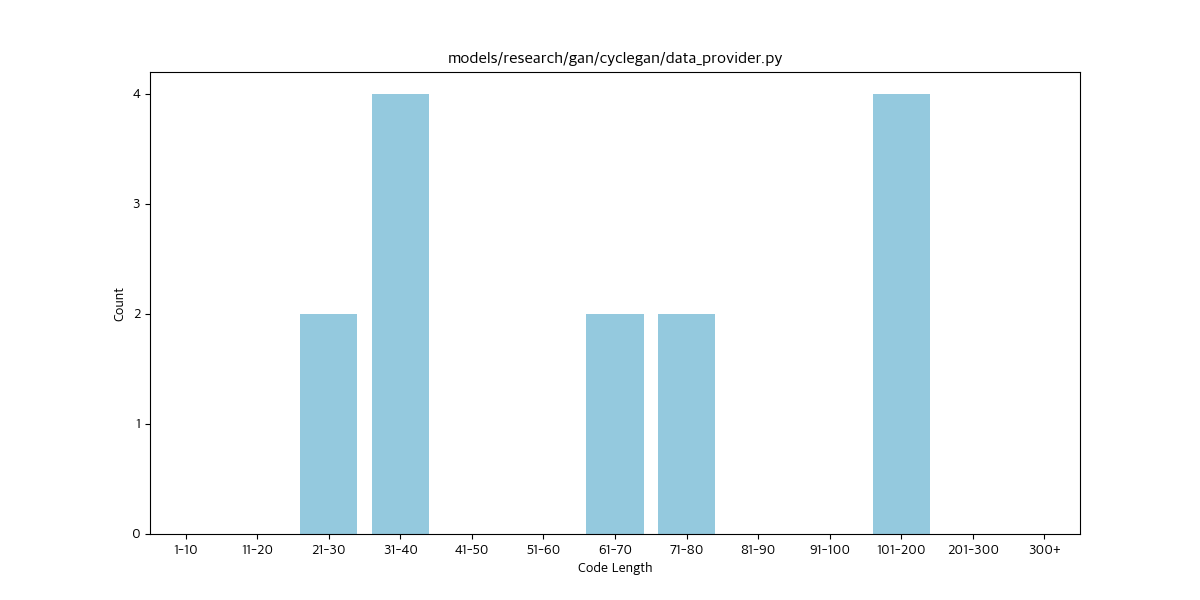 models/research/gan/cyclegan/data_provider.py
4
3
2
1
0
Count
1-10 11-20 21-30 31-40 41-50 51-60 61-70 71-80 81-90 91-100 101-200 201-300 300+
Code Length